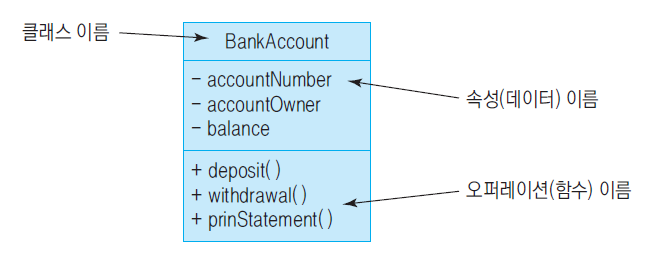 클래스 이름
BankAccount
- accountNumber
- accountOwner
- balance
속성(데이터) 이름
+ deposit( )
+ withdrawal( )
+ prinStatement( )
오퍼레이션(함수) 이름